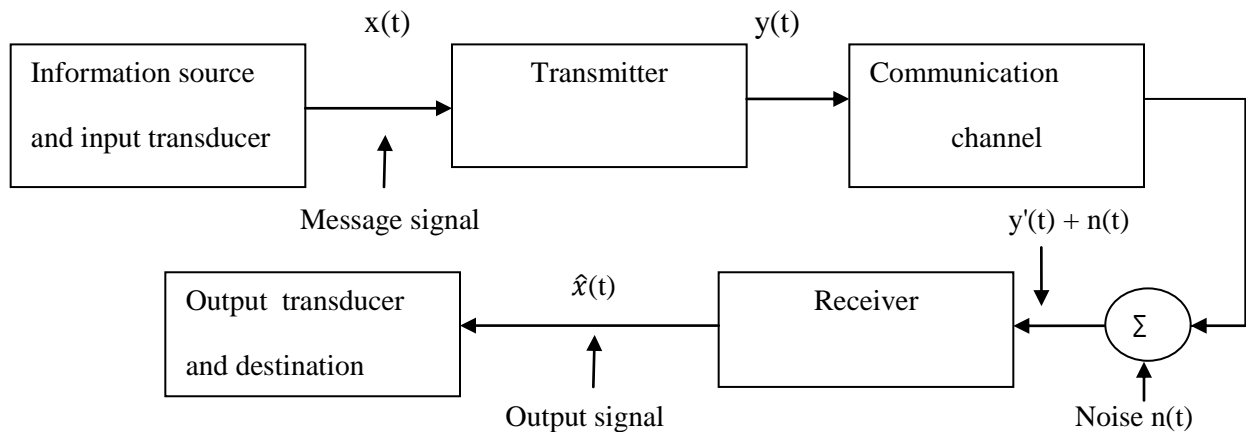 x(t)
y(t)
Information source
and input transducer
Transmitter
Communication
channel
Message signal
y'(t) + n(t)
Output transducer
and destination
x̂(t)
Receiver
Σ
Output signal
Noise n(t)